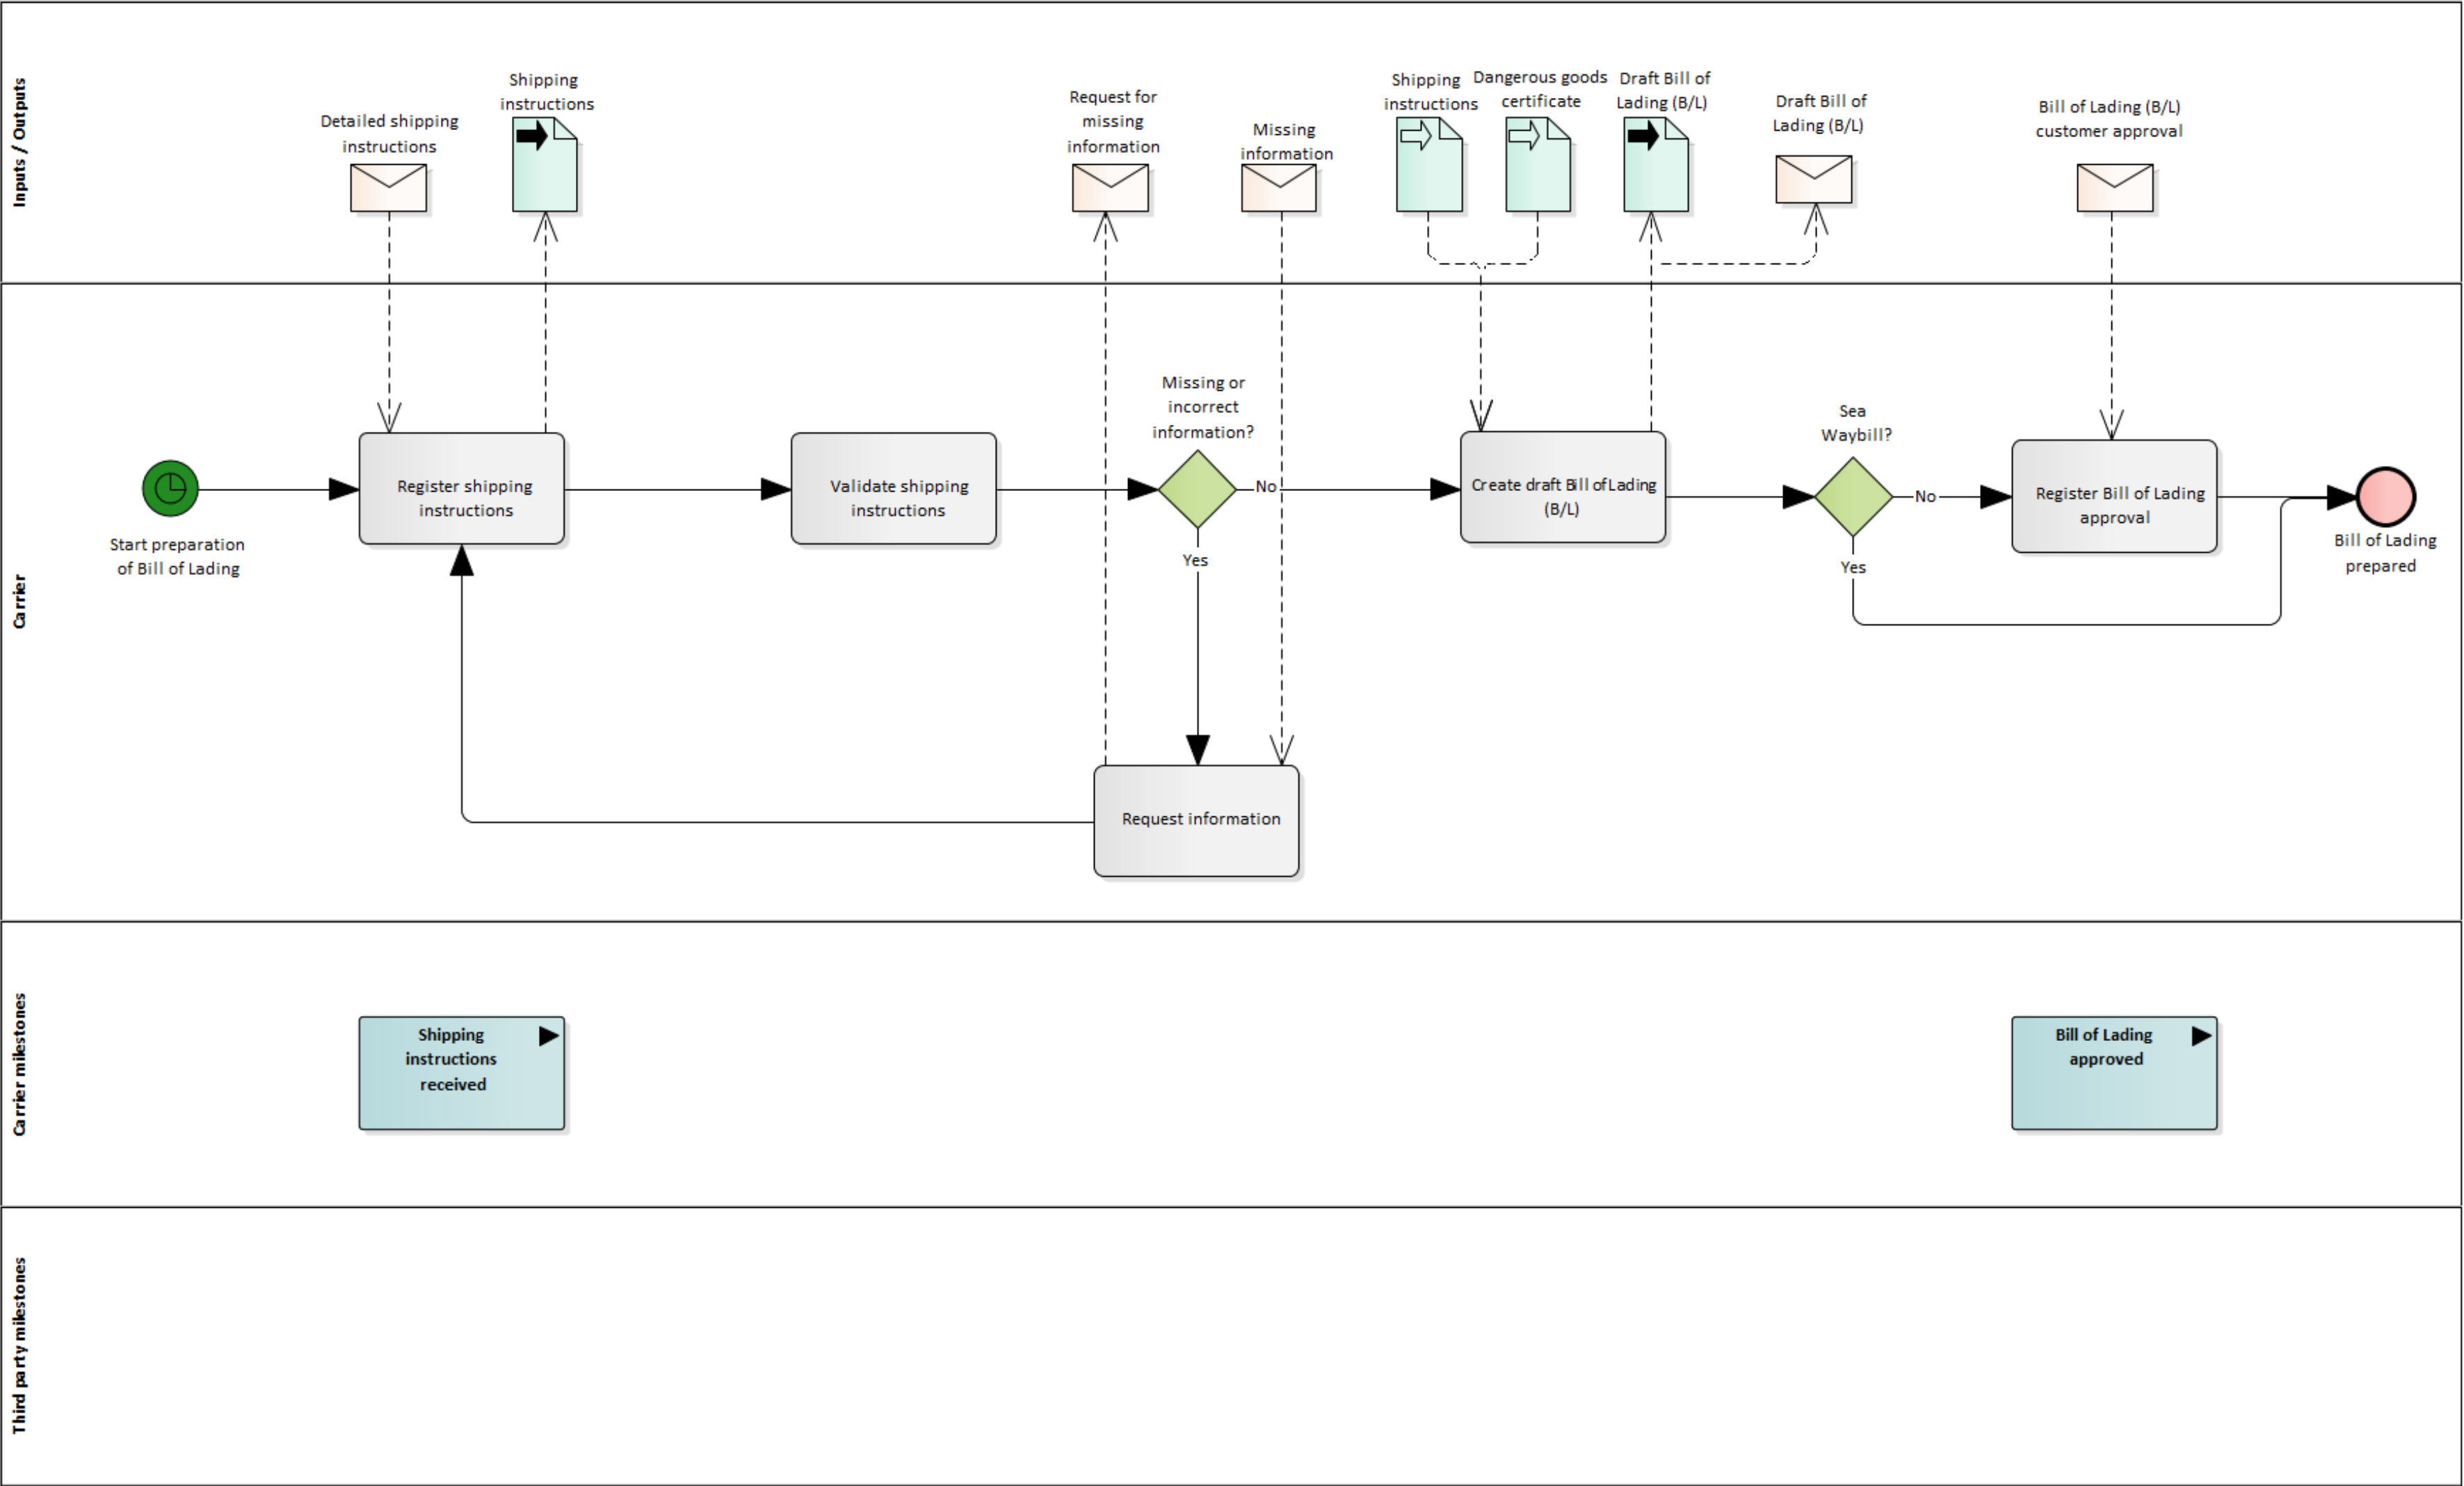 Inputs / Outputs
Detailed shipping
instructions
Shipping
instructions
Request for
missing
information
Missing
information
Shipping
instructions
Dangerous goods
certificate
Draft Bill of
Lading (B/L)
Draft Bill of
Lading (B/L)
Bill of Lading (B/L)
customer approval
Carrier
Start preparation
of Bill of Lading
Register shipping
instructions
Validate shipping
instructions
Missing or
incorrect
information?
No
Yes
Request information
Create draft Bill of Lading
(B/L)
Sea
Waybill?
No
Yes
Register Bill of Lading
approval
Bill of Lading
prepared
Carrier milestones
Shipping
instructions
received
Bill of Lading
approved
Third party milestones